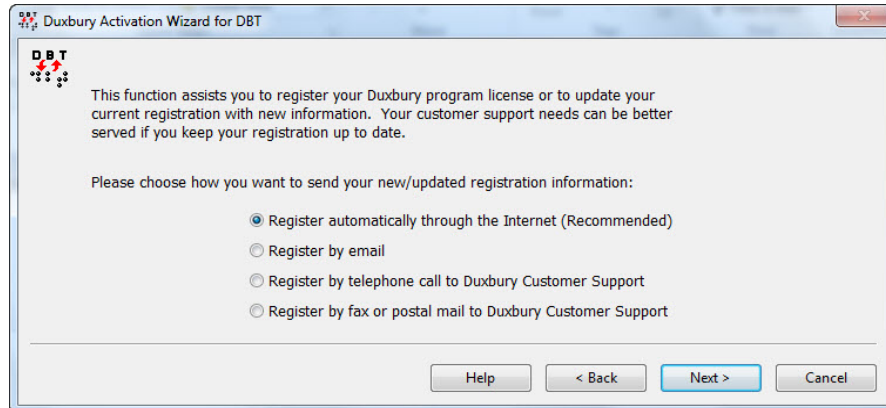 Duxbury Activation Wizard for DBT
DBT
This function assists you to register your Duxbury program license or to update your
current registration with new information. Your customer support needs can be better
served if you keep your registration up to date.
Please choose how you want to send your new/updated registration information:
Register automatically through the Internet (Recommended)
Register by email
Register by telephone call to Duxbury Customer Support
Register by fax or postal mail to Duxbury Customer Support
Help < Back Next > Cancel